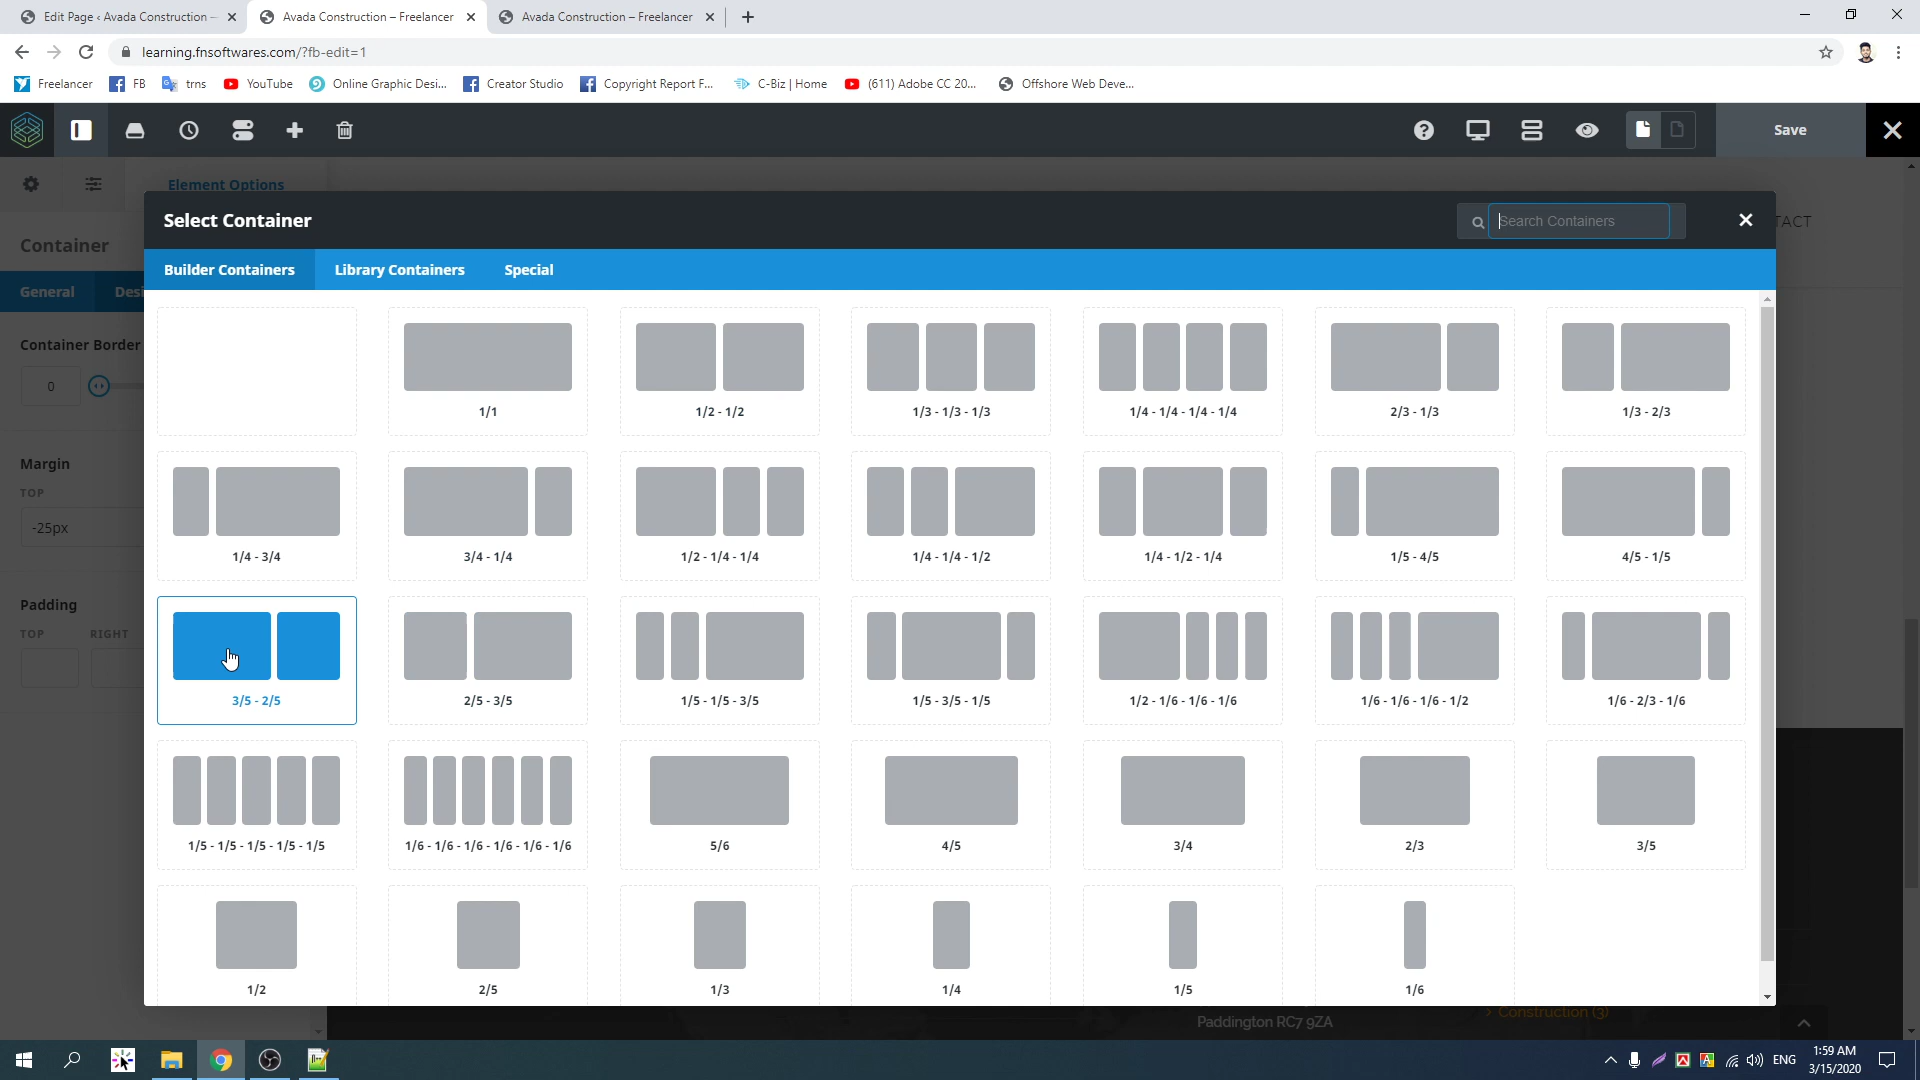 Edit Page ‹ Avada Construction –
Avada Construction – Freelancer
Avada Construction – Freelancer
learning.fnsoftwares.com/?fb-edit=1
Freelancer
FB
trns
YouTube
Online Graphic Desi...
Creator Studio
Copyright Report F...
C-Biz | Home
(611) Adobe CC 20...
Offshore Web Deve...
Save
Element Options
Select Container
Search Containers
TACT
Container
Builder Containers
Library Containers
Special
General
Desi
Container Border
0
1/1
1/2 - 1/2
1/3 - 1/3 - 1/3
1/4 - 1/4 - 1/4 - 1/4
2/3 - 1/3
1/3 - 2/3
Margin
TOP
-25px
1/4 - 3/4
3/4 - 1/4
1/2 - 1/4 - 1/4
1/4 - 1/4 - 1/2
1/4 - 1/2 - 1/4
1/5 - 4/5
4/5 - 1/5
Padding
TOP
RIGHT
3/5 - 2/5
2/5 - 3/5
1/5 - 1/5 - 3/5
1/5 - 3/5 - 1/5
1/2 - 1/6 - 1/6 - 1/6
1/6 - 1/6 - 1/6 - 1/2
1/6 - 2/3 - 1/6
1/5 - 1/5 - 1/5 - 1/5 - 1/5
1/6 - 1/6 - 1/6 - 1/6 - 1/6 - 1/6
5/6
4/5
3/4
2/3
3/5
1/2
2/5
1/3
1/4
1/5
1/6
Paddington RC7 9ZA
› Construction (3)
ENG
1:59 AM
3/15/2020